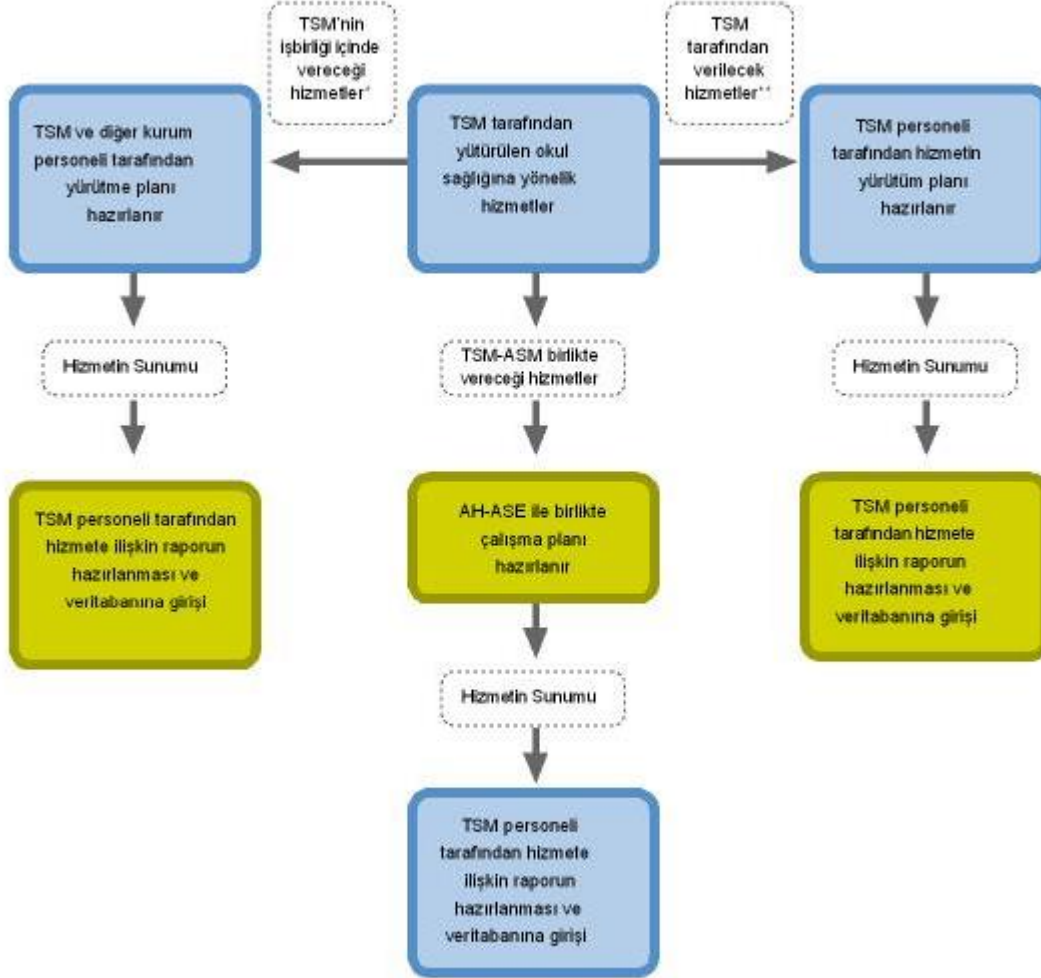 TSM'nin
işbirliği içinde
vereceği
hizmetler*
TSM
tarafından
verilecek
hizmetler**
TSM ve diğer kurum
personeli tarafından
yürütme planı
hazırlanır
TSM tarafından
yütürülen okul
sağlığına yönelik
hizmetler
TSM personeli
tarafından hizmetin
yürütüm planı
hazırlanır
Hizmetin Sunumu
TSM-ASM birlikte
vereceği hizmetler
Hizmetin Sunumu
TSM personeli tarafından
hizmete ilişkin raporun
hazırlanması ve
veritabanına girişi
AH-ASE ile birlikte
çalışma planı
hazırlanır
TSM personeli
tarafından hizmete
ilişkin raporun
hazırlanması ve
veritabanına girişi
Hizmetin Sunumu
TSM personeli
tarafından hizmete
ilişkin raporun
hazırlanması ve
veritabanına girişi